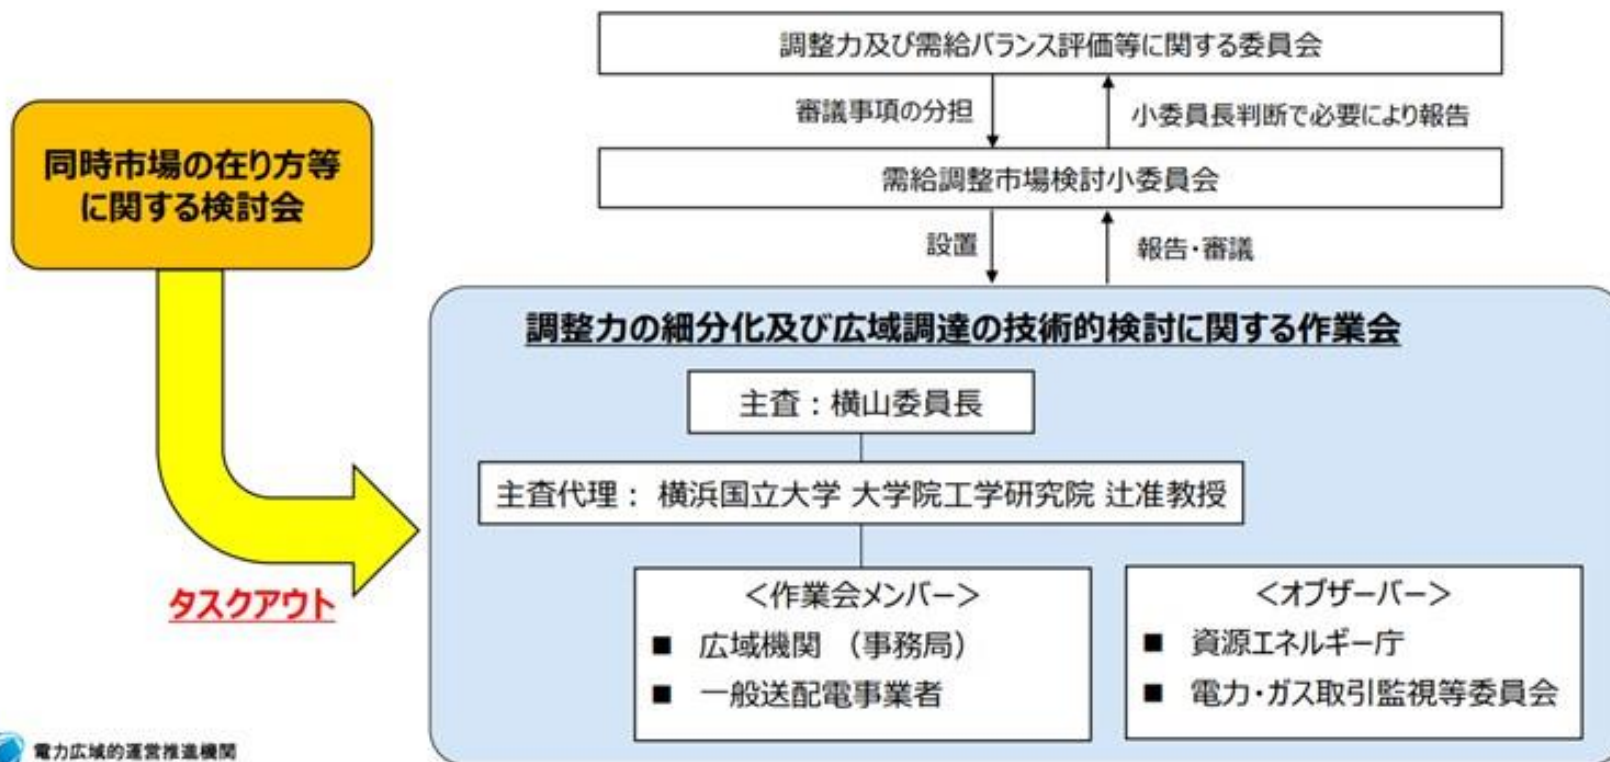 調整力及び需給バランス評価等に関する委員会
審議事項の分担
小委員長判断で必要により報告
同時市場の在り方等
に関する検討会
需給調整市場検討小委員会
設置
報告・審議
調整力の細分化及び広域調達の技術的検討に関する作業会
主査：横山委員長
主査代理： 横浜国立大学 大学院工学研究院 辻准教授
タスクアウト
＜作業会メンバー＞
■ 広域機関 （事務局）
■ 一般送配電事業者
＜オブザーバー＞
■ 資源エネルギー庁
■ 電力・ガス取引監視等委員会
電力広域的運営推進機関